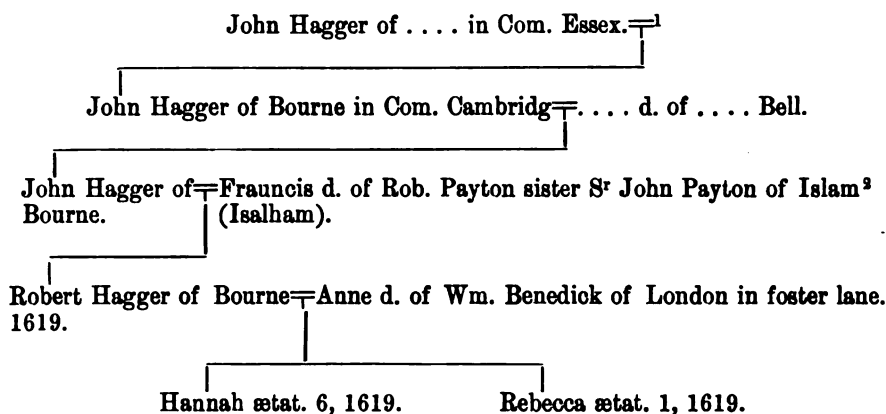 John Hagger of .... in Com. Essex.=1
John Hagger of Bourne in Com. Cambridg=.... d. of .... Bell.
John Hagger of=Frauncis d. of Rob. Payton sister Sr John Payton of Islam2
Bourne. (Isalham).
Robert Hagger of Bourne=Anne d. of Wm. Benedick of London in foster lane.
1619.
Hannah ætat. 6, 1619. Rebecca ætat. 1, 1619.